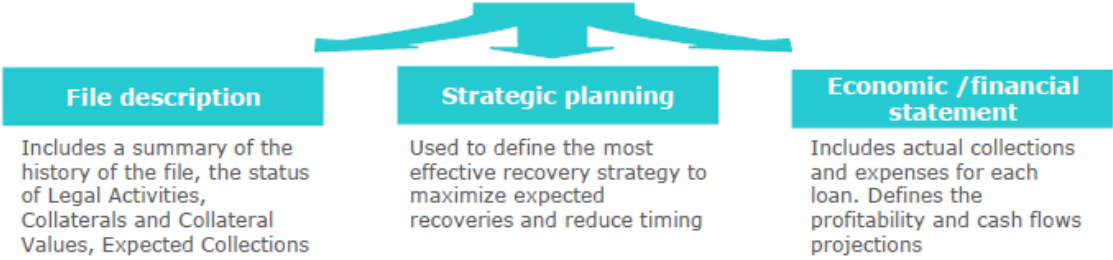 File description
Includes a summary of the
history of the file, the status
of Legal Activities,
Collaterals and Collateral
Values, Expected Collections
Strategic planning
Used to define the most
effective recovery strategy to
maximize expected
recoveries and reduce timing
Economic /financial
statement
Includes actual collections
and expenses for each
loan. Defines the
profitability and cash flows
projections